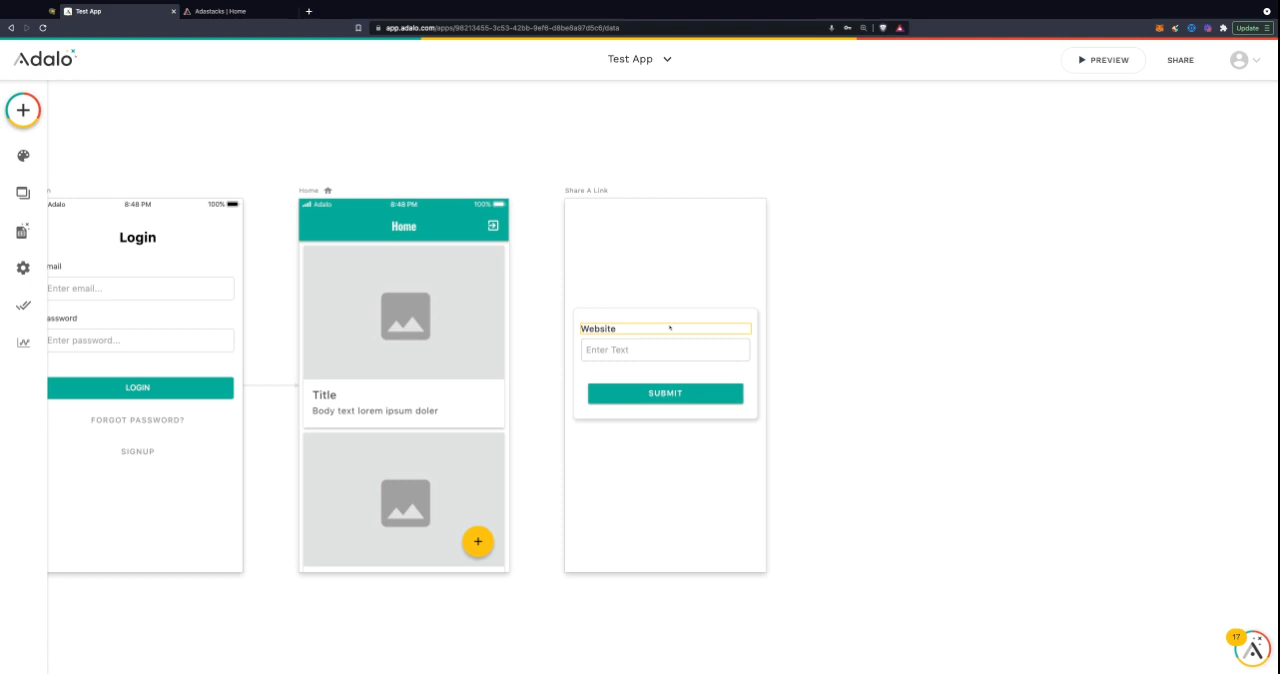 Test App
Adastacks | Home
app.adalo.com/apps/98213455-3c53-42bb-9ef6-d8be8a97d5c6/data
Update
Adalo
Test App
PREVIEW
SHARE
n
Adalo 8:48 PM 100%
Login
mail
Enter email...
assword
Enter password...
LOGIN
FORGOT PASSWORD?
SIGNUP
Home
Adalo 8:48 PM 100%
Home
Title
Body text lorem ipsum doler
+
Share A Link
Website
Enter Text
SUBMIT
17